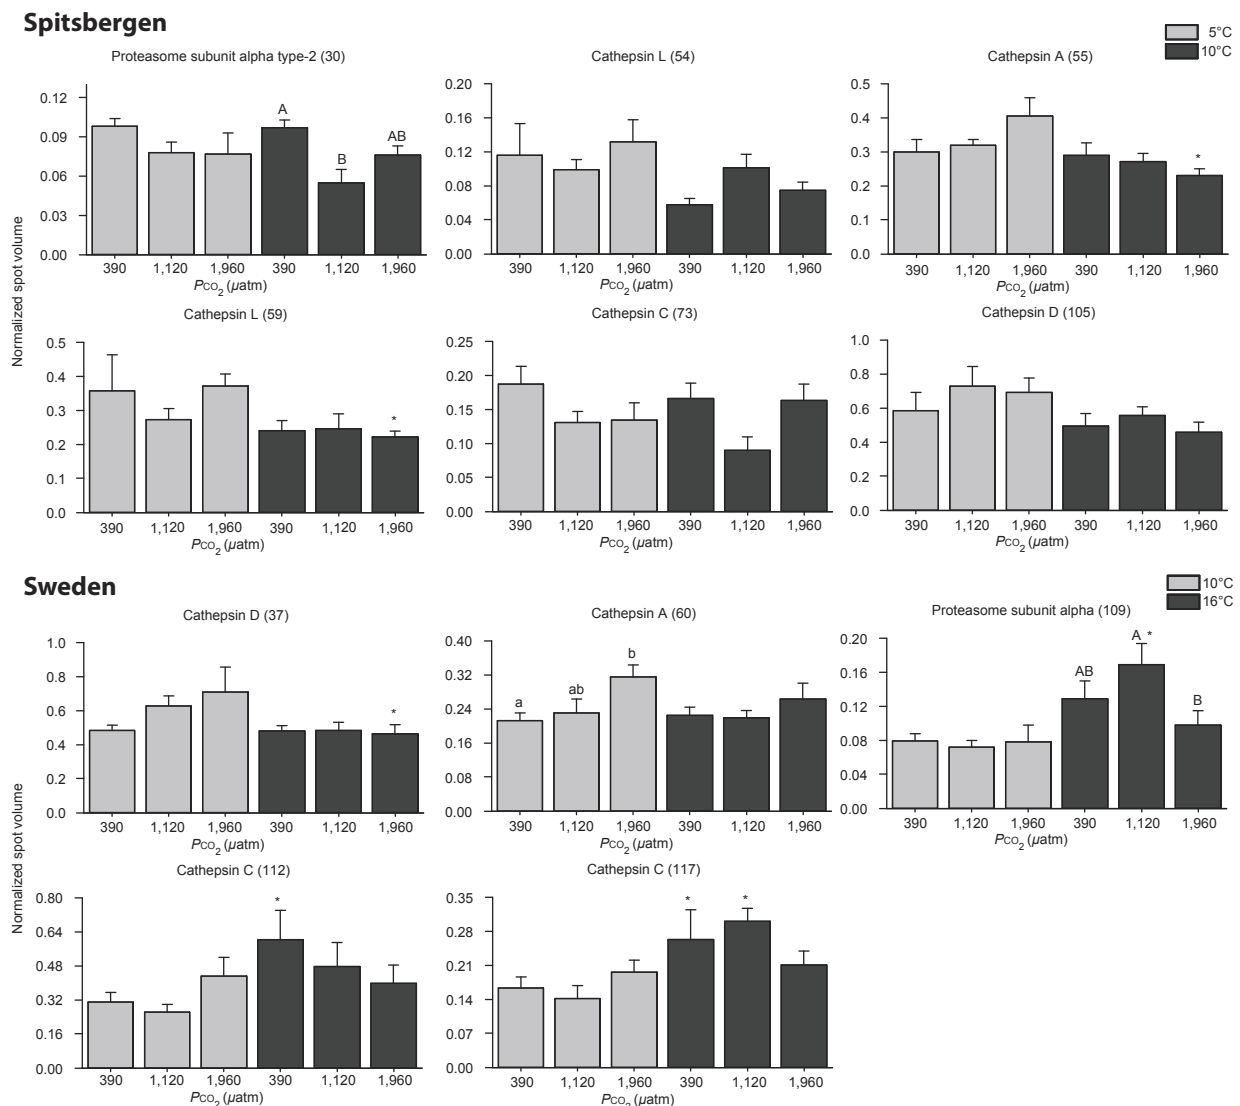 Spitsbergen
5°C
10°C
Normalized spot volume
Proteasome subunit alpha type-2 (30)
0.12
0.09
0.06
0.03
0.00
A
B
AB
390 1,120 1,960 390 1,120 1,960
PCO2 (µatm)
Cathepsin L (54)
0.20
0.16
0.12
0.08
0.04
0.00
390 1,120 1,960 390 1,120 1,960
PCO2 (µatm)
Cathepsin A (55)
0.5
0.4
0.3
0.2
0.1
0.0
*
390 1,120 1,960 390 1,120 1,960
PCO2 (µatm)
Cathepsin L (59)
0.5
0.4
0.3
0.2
0.1
0.0
*
390 1,120 1,960 390 1,120 1,960
PCO2 (µatm)
Cathepsin C (73)
0.25
0.20
0.15
0.10
0.05
0.00
390 1,120 1,960 390 1,120 1,960
PCO2 (µatm)
Cathepsin D (105)
1.0
0.8
0.6
0.4
0.2
0.0
390 1,120 1,960 390 1,120 1,960
PCO2 (µatm)
Sweden
10°C
16°C
Normalized spot volume
Cathepsin D (37)
1.0
0.8
0.6
0.4
0.2
0.0
*
390 1,120 1,960 390 1,120 1,960
PCO2 (µatm)
Cathepsin A (60)
0.40
0.32
0.24
0.16
0.08
0.00
a
ab
b
390 1,120 1,960 390 1,120 1,960
PCO2 (µatm)
Proteasome subunit alpha (109)
0.20
0.16
0.12
0.08
0.04
0.00
AB
A *
B
390 1,120 1,960 390 1,120 1,960
PCO2 (µatm)
Cathepsin C (112)
0.80
0.64
0.48
0.32
0.16
0.00
*
390 1,120 1,960 390 1,120 1,960
PCO2 (µatm)
Cathepsin C (117)
0.35
0.28
0.21
0.14
0.07
0.00
* *
390 1,120 1,960 390 1,120 1,960
PCO2 (µatm)